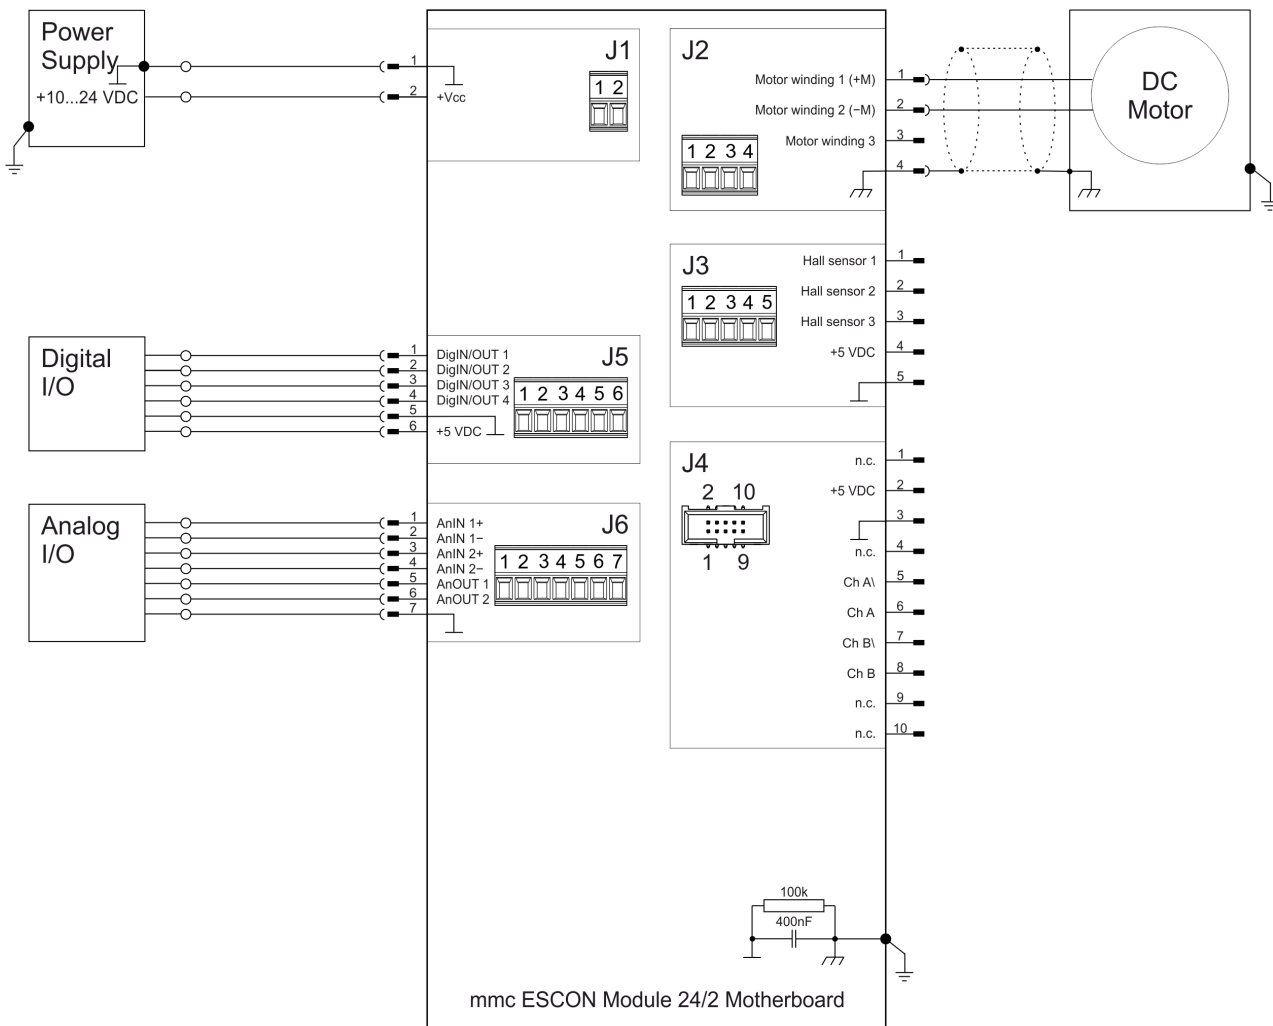 Power
Supply
+10...24 VDC
1
2
+Vcc
J1
1 2
J2
Motor winding 1 (+M)
1
Motor winding 2 (−M)
2
Motor winding 3
3
4
1 2 3 4
DC
Motor
J3
Hall sensor 1
1
Hall sensor 2
2
Hall sensor 3
3
+5 VDC
4
5
1 2 3 4 5
Digital
I/O
1
DigIN/OUT 1
2
DigIN/OUT 2
3
DigIN/OUT 3
4
DigIN/OUT 4
5
6
+5 VDC
J5
1 2 3 4 5 6
J4
2 10
1 9
n.c.
1
+5 VDC
2
3
n.c.
4
Ch A\
5
Ch A
6
Ch B\
7
Ch B
8
n.c.
9
n.c.
10
Analog
I/O
1
AnIN 1+
2
AnIN 1−
3
AnIN 2+
4
AnIN 2−
5
AnOUT 1
6
AnOUT 2
7
J6
1 2 3 4 5 6 7
100k
400nF
mmc ESCON Module 24/2 Motherboard